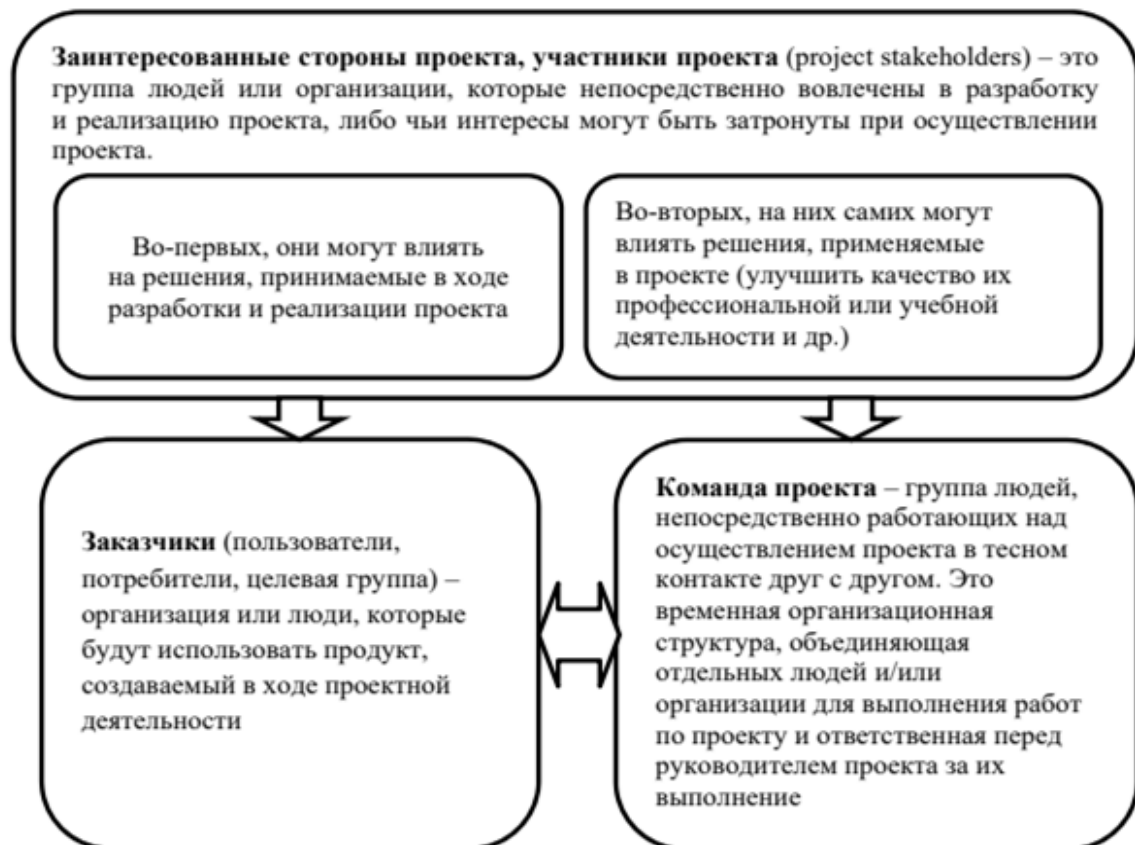 Заинтересованные стороны проекта, участники проекта (project stakeholders) – это
группа людей или организации, которые непосредственно вовлечены в разработку
и реализацию проекта, либо чьи интересы могут быть затронуты при осуществлении
проекта.
Во-первых, они могут влиять
на решения, принимаемые в ходе
разработки и реализации проекта
Во-вторых, на них самих могут
влиять решения, применяемые
в проекте (улучшить качество их
профессиональной или учебной
деятельности и др.)
Заказчики (пользователи,
потребители, целевая группа) –
организация или люди, которые
будут использовать продукт,
создаваемый в ходе проектной
деятельности
Команда проекта – группа людей,
непосредственно работающих над
осуществлением проекта в тесном
контакте друг с другом. Это
временная организационная
структура, объединяющая
отдельных людей и/или
организации для выполнения работ
по проекту и ответственная перед
руководителем проекта за их
выполнение